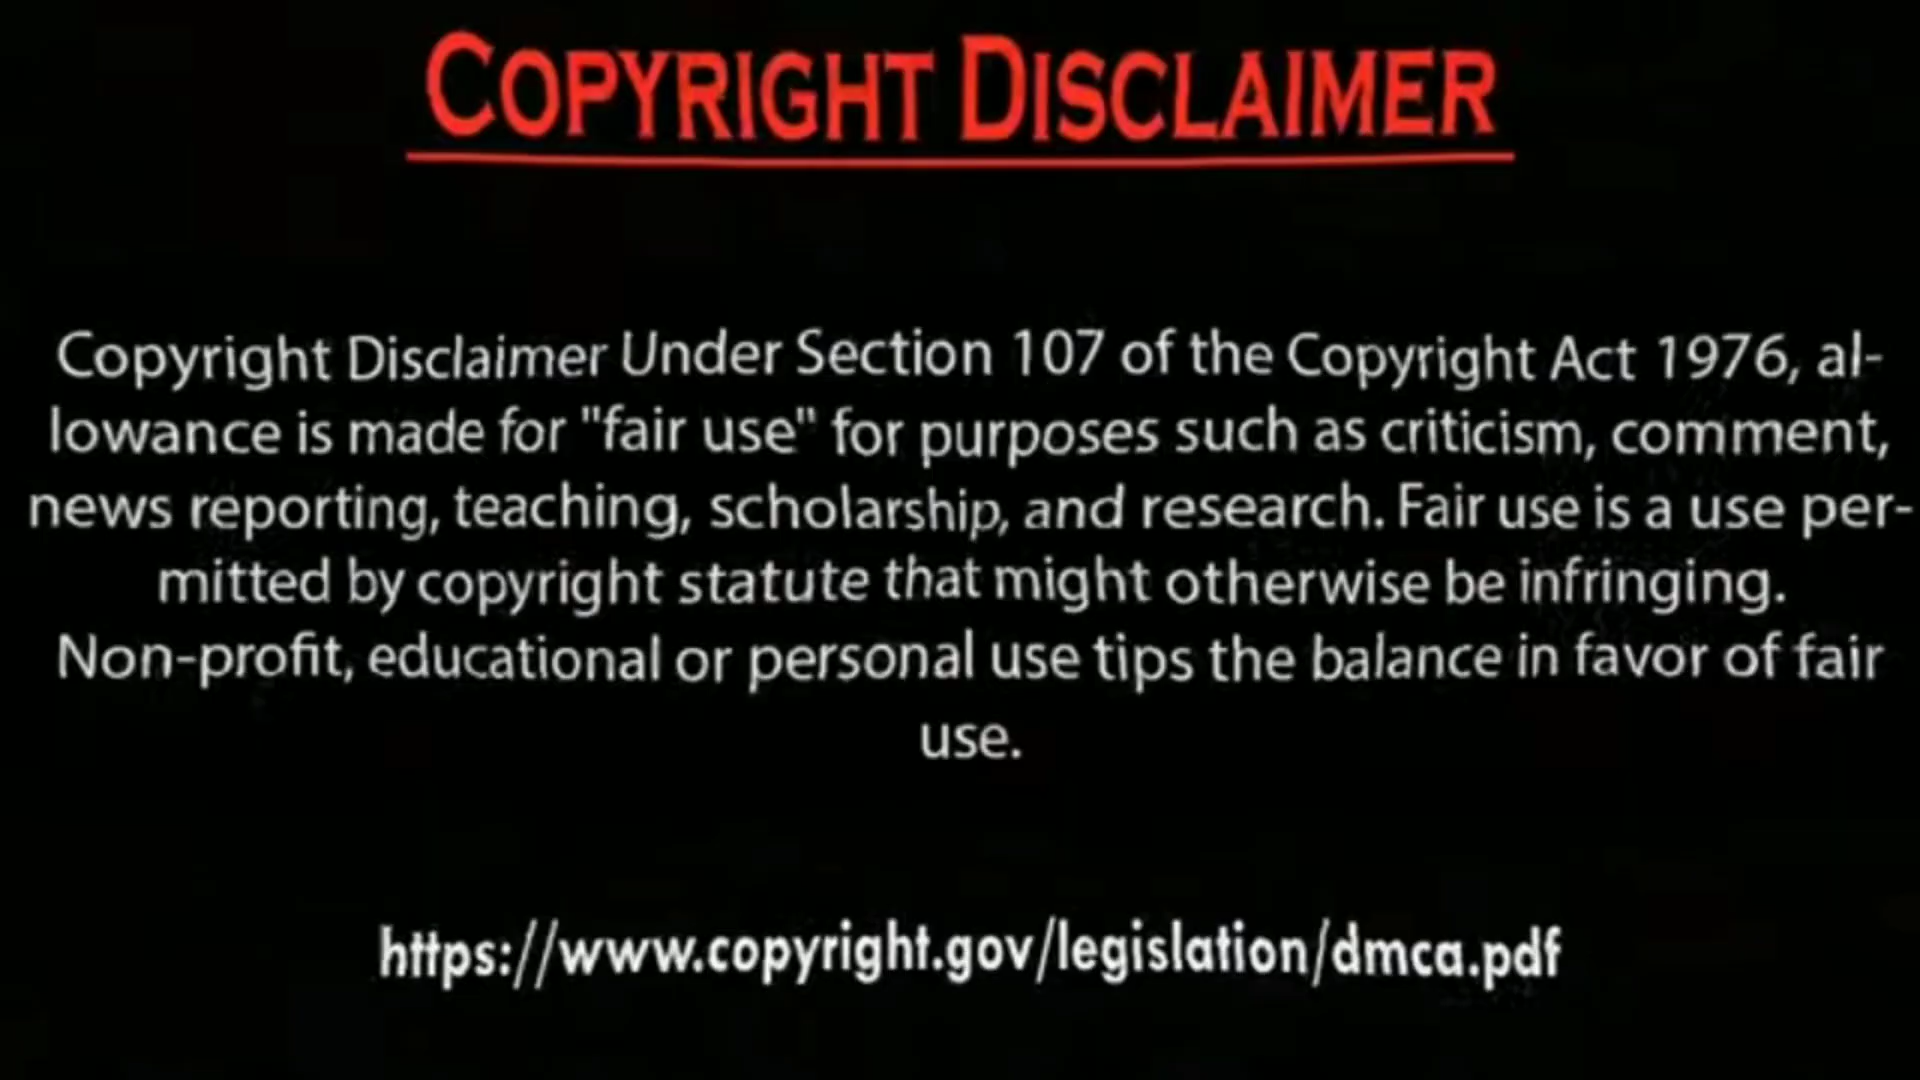 COPYRIGHT DISCLAIMER
Copyright Disclaimer Under Section 107 of the Copyright Act 1976, al-
lowance is made for "fair use" for purposes such as criticism, comment,
news reporting, teaching, scholarship, and research. Fair use is a use per-
mitted by copyright statute that might otherwise be infringing.
Non-profit, educational or personal use tips the balance in favor of fair
use.
https://www.copyright.gov/legislation/dmca.pdf